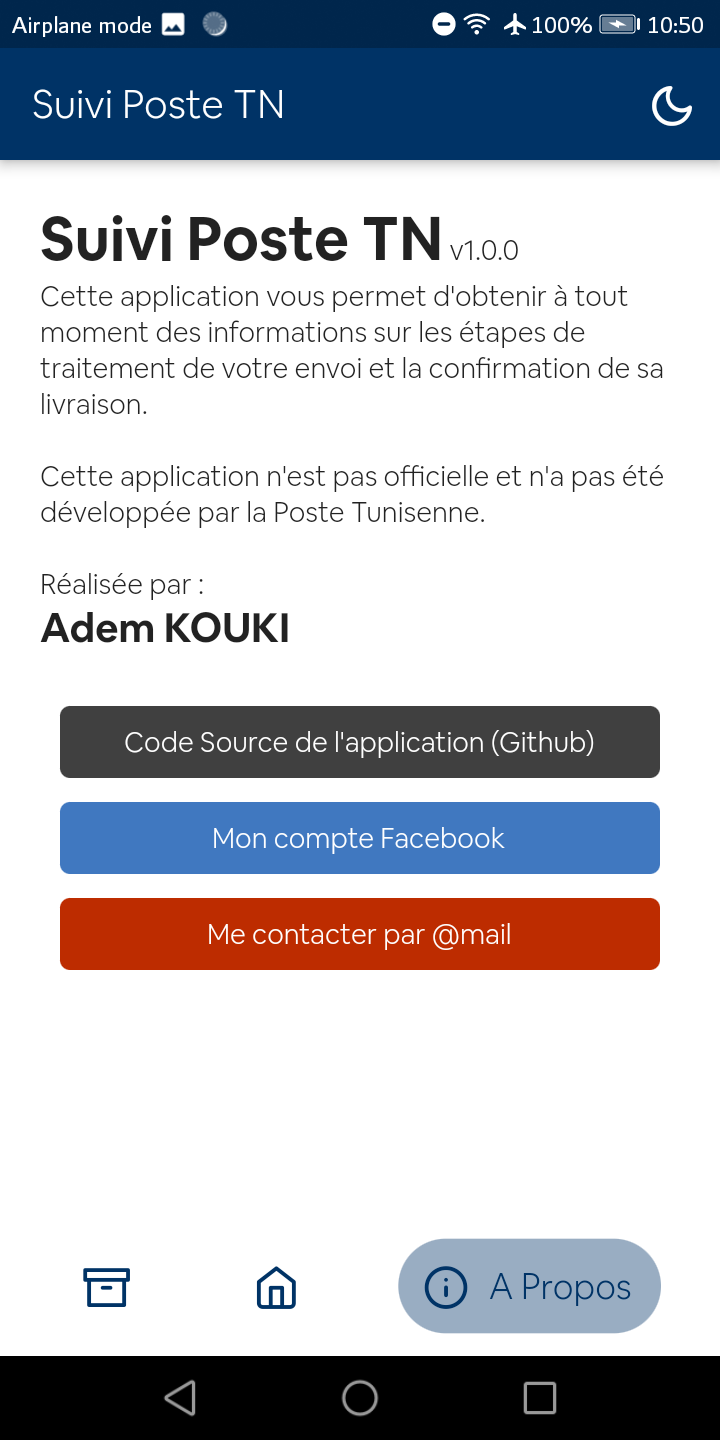 Airplane mode 100% 10:50
Suivi Poste TN
Suivi Poste TN v1.0.0
Cette application vous permet d'obtenir à tout
moment des informations sur les étapes de
traitement de votre envoi et la confirmation de sa
livraison.
Cette application n'est pas officielle et n'a pas été
développée par la Poste Tunisenne.
Réalisée par :
Adem KOUKI
Code Source de l'application (Github)
Mon compte Facebook
Me contacter par @mail
A Propos